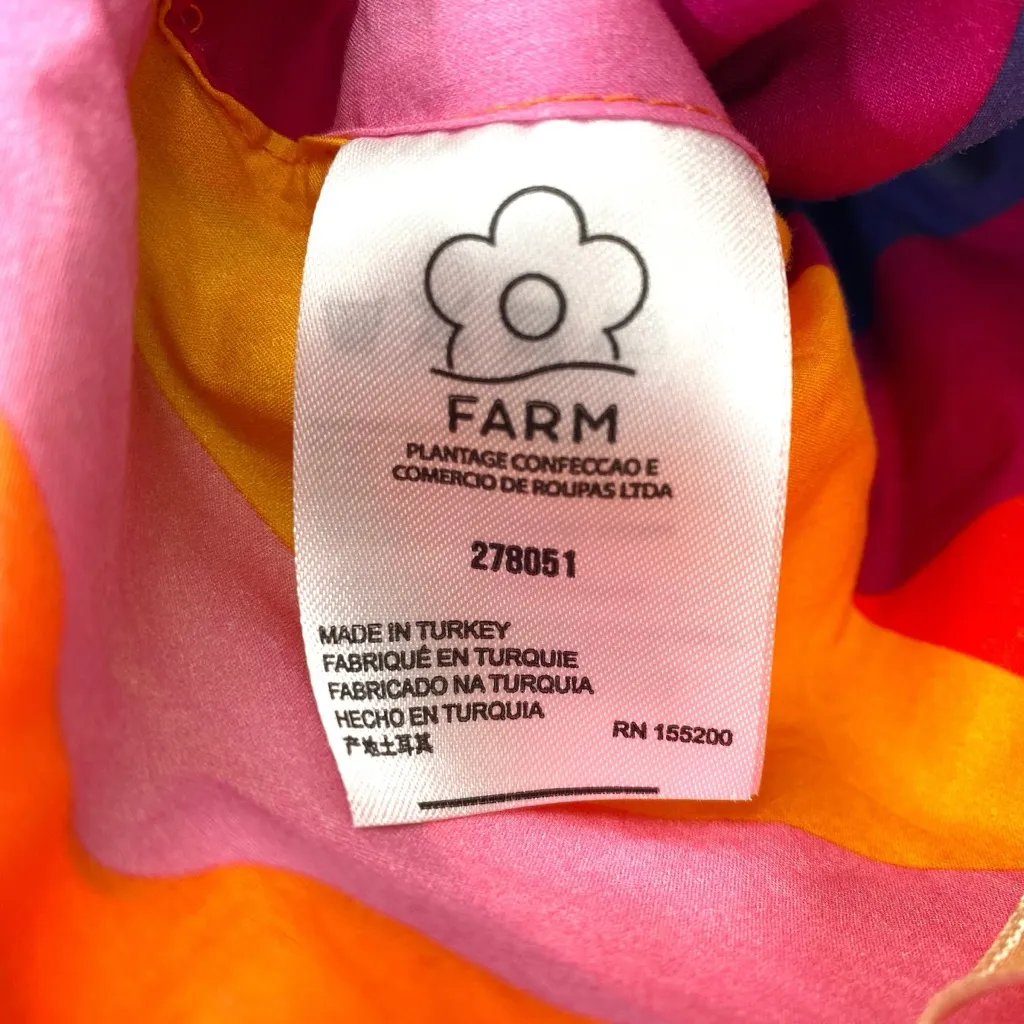 FARM
PLANTAGE CONFECCAO E
COMERCIO DE ROUPAS LTDA
278051
MADE IN TURKEY
FABRIQUÉ EN TURQUIE
FABRICADO NA TURQUIA
HECHO EN TURQUIA
产地土耳其
RN 155200